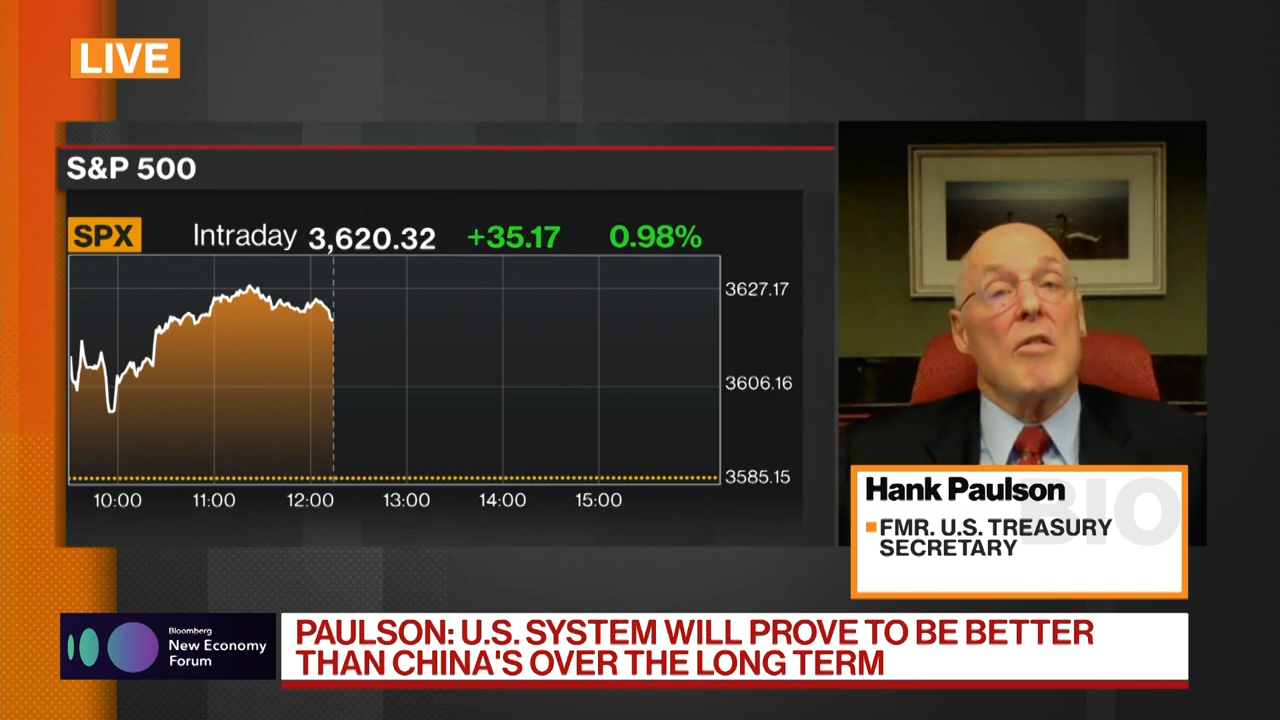 LIVE
S&P 500
SPX Intraday 3,620.32 +35.17 0.98%
3627.17
3606.16
3585.15
10:00 11:00 12:00 13:00 14:00 15:00
BIO
Hank Paulson
FMR. U.S. TREASURY
SECRETARY
Bloomberg
New Economy
Forum
PAULSON: U.S. SYSTEM WILL PROVE TO BE BETTER
THAN CHINA'S OVER THE LONG TERM